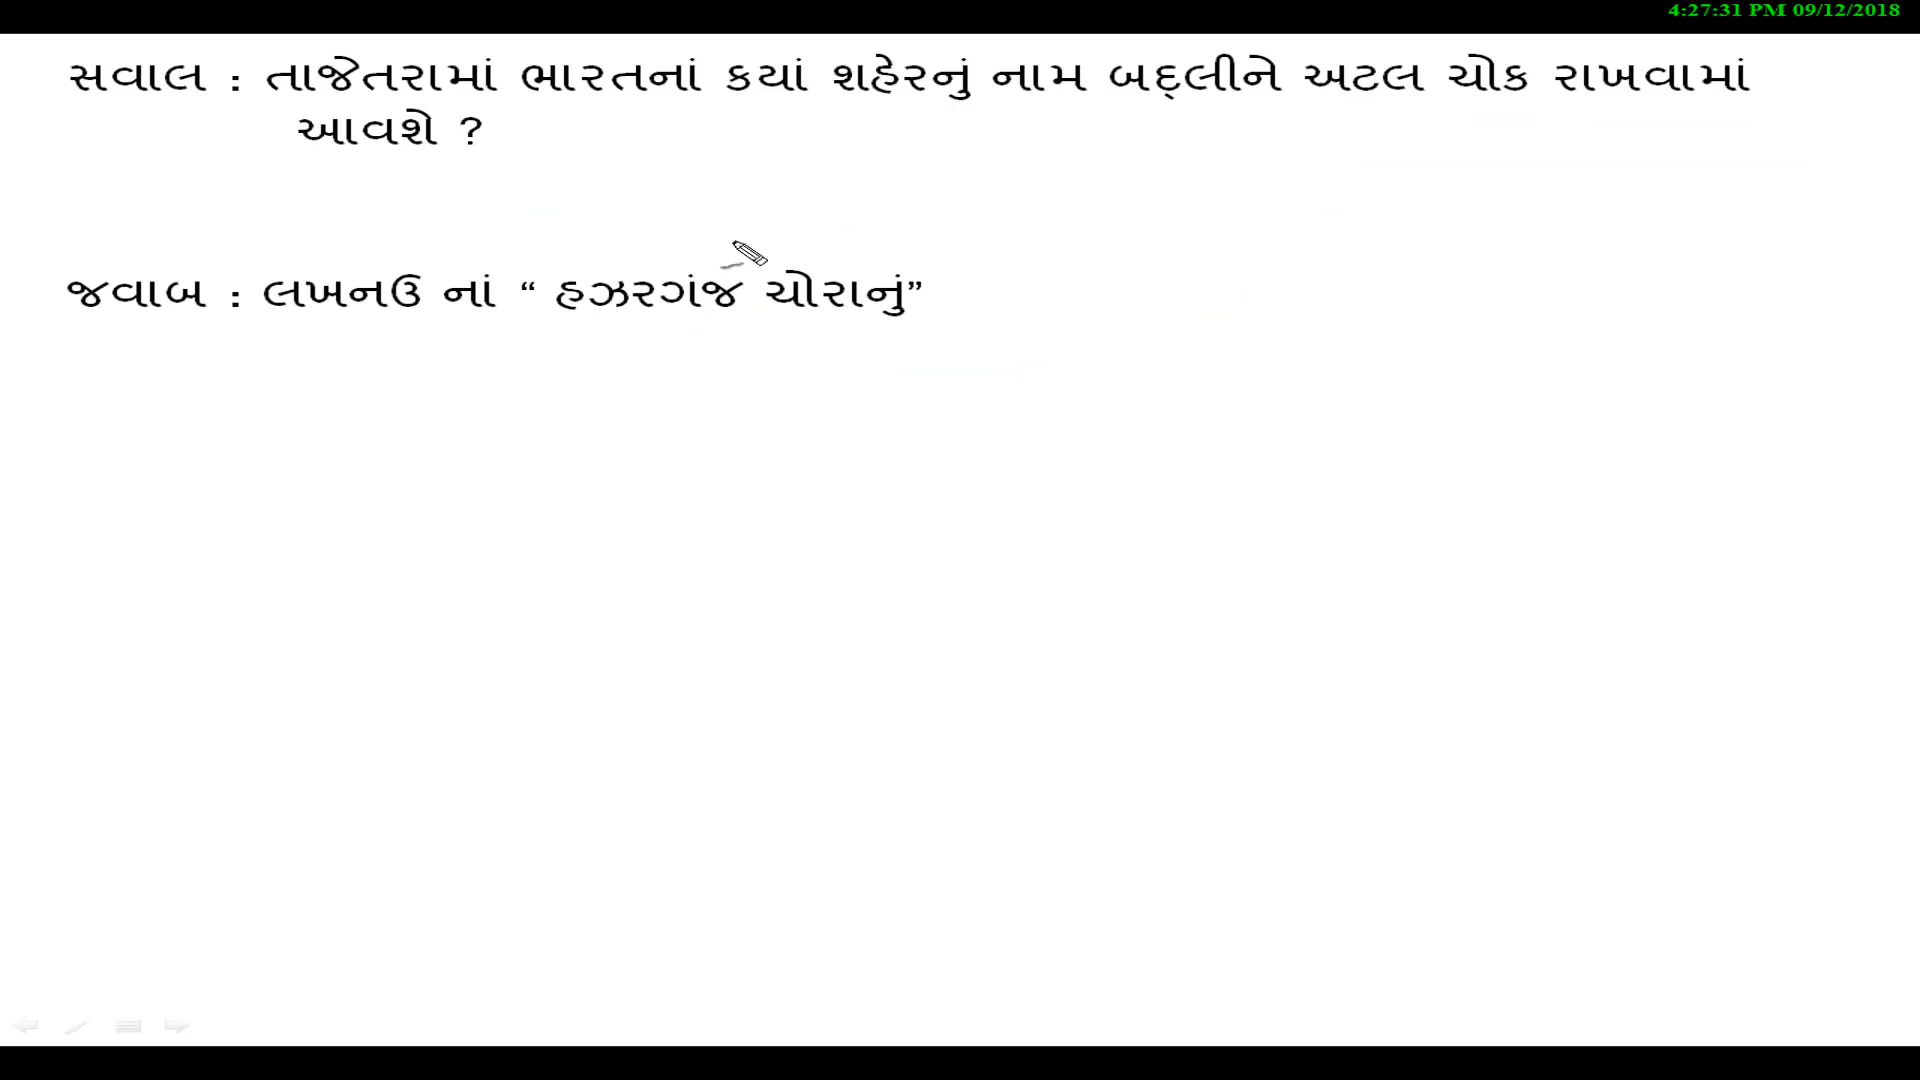 4:27:31 PM 09/12/2018
સવાલ : તાજેતરામાં ભારતનાં કયાં શહેરનું નામ બદ્લીને અટલ ચોક રાખવામાં
આવશે ?
જવાબ : લખનઉ નાં “ હઝરગંજ ચોરાનું”